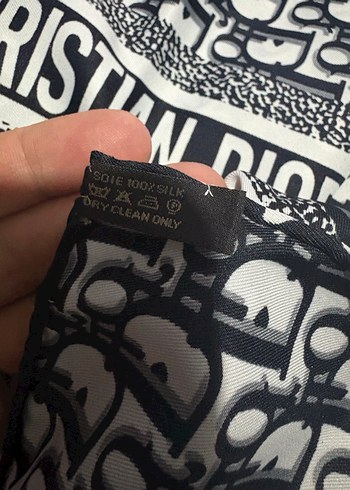 RISTIAN DIOR
SOIE 100% SILK
P
DRY CLEAN ONLY